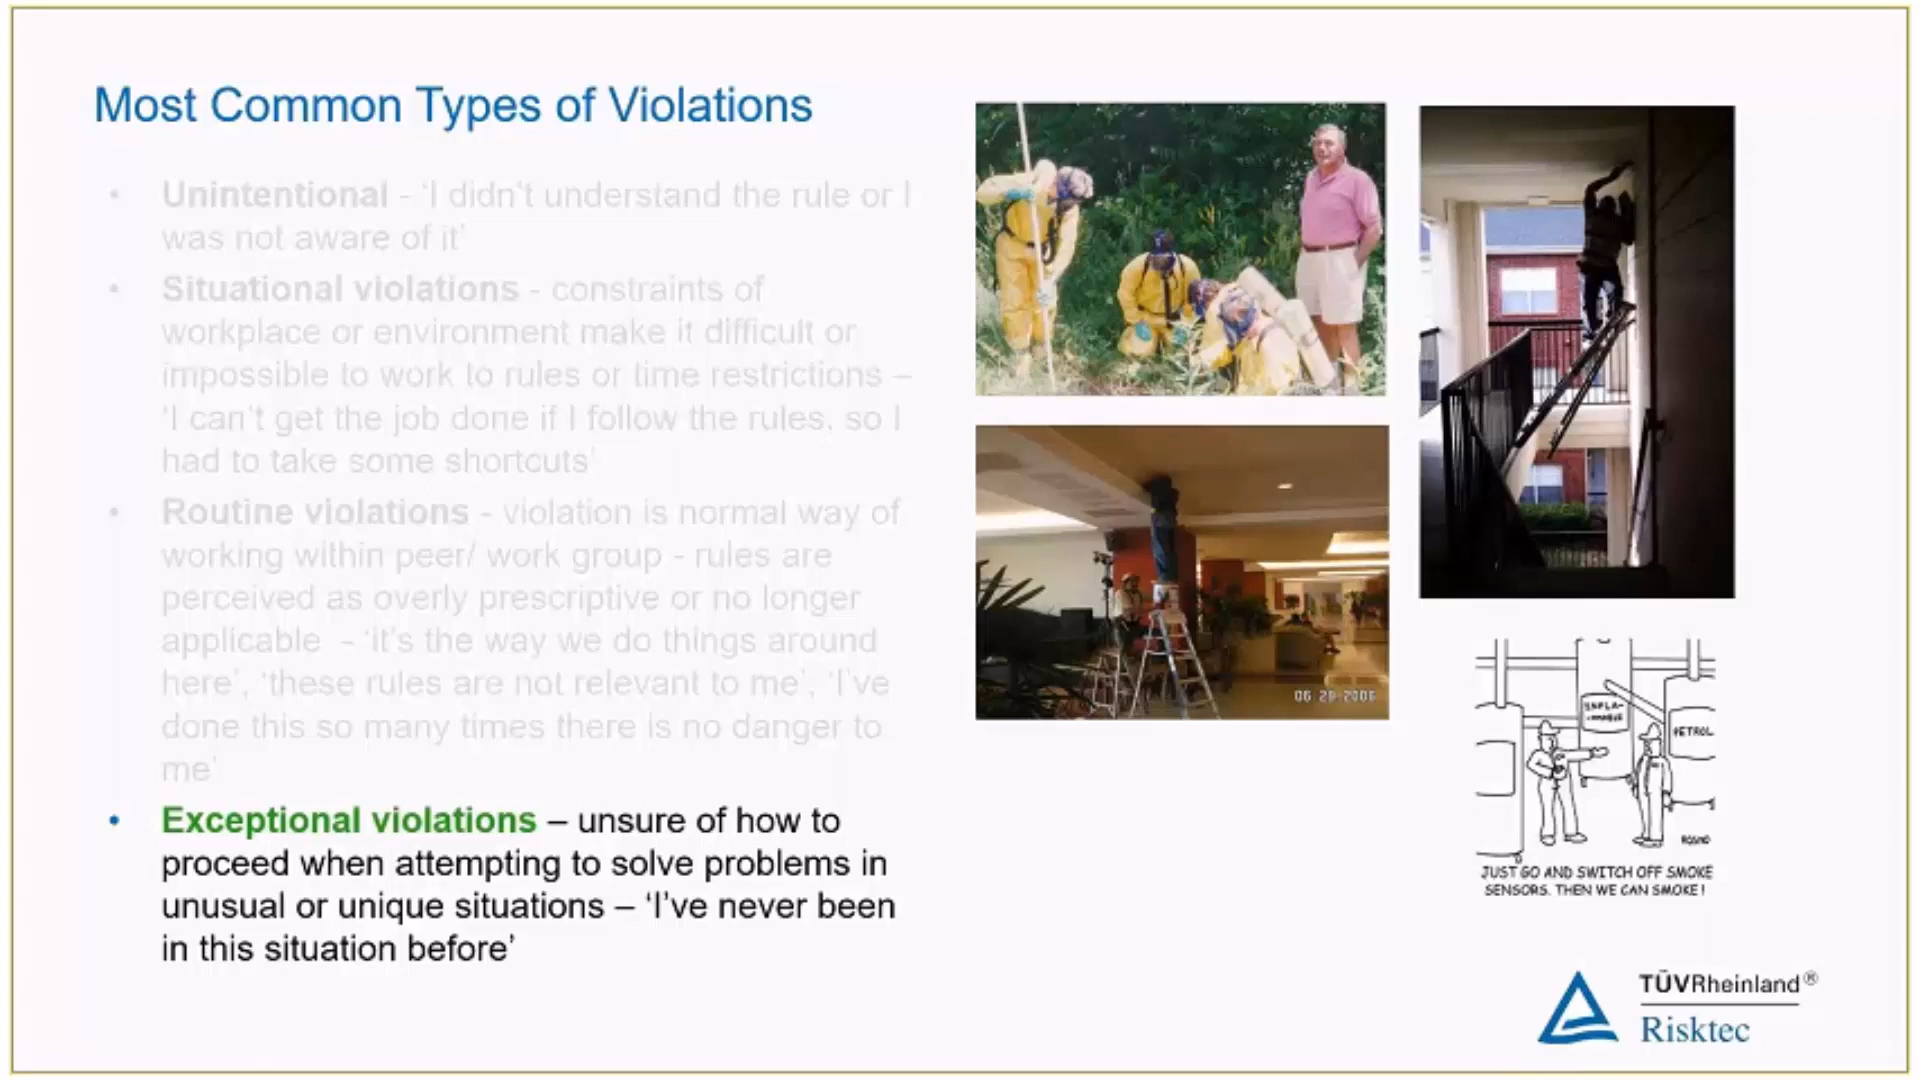 Most Common Types of Violations
• Unintentional - ‘I didn’t understand the rule or I
was not aware of it’
• Situational violations - constraints of
workplace or environment make it difficult or
impossible to work to rules or time restrictions –
‘I can’t get the job done if I follow the rules, so I
had to take some shortcuts’
• Routine violations - violation is normal way of
working within peer/ work group - rules are
perceived as overly prescriptive or no longer
applicable – ‘it’s the way we do things around
here’, ‘these rules are not relevant to me’, ‘I’ve
done this so many times there is no danger to
me’
• Exceptional violations – unsure of how to
proceed when attempting to solve problems in
unusual or unique situations – ‘I’ve never been
in this situation before’
06 29 2006
PETROL
JUST GO AND SWITCH OFF SMOKE
SENSORS. THEN WE CAN SMOKE!
TÜVRheinland®
Risktec